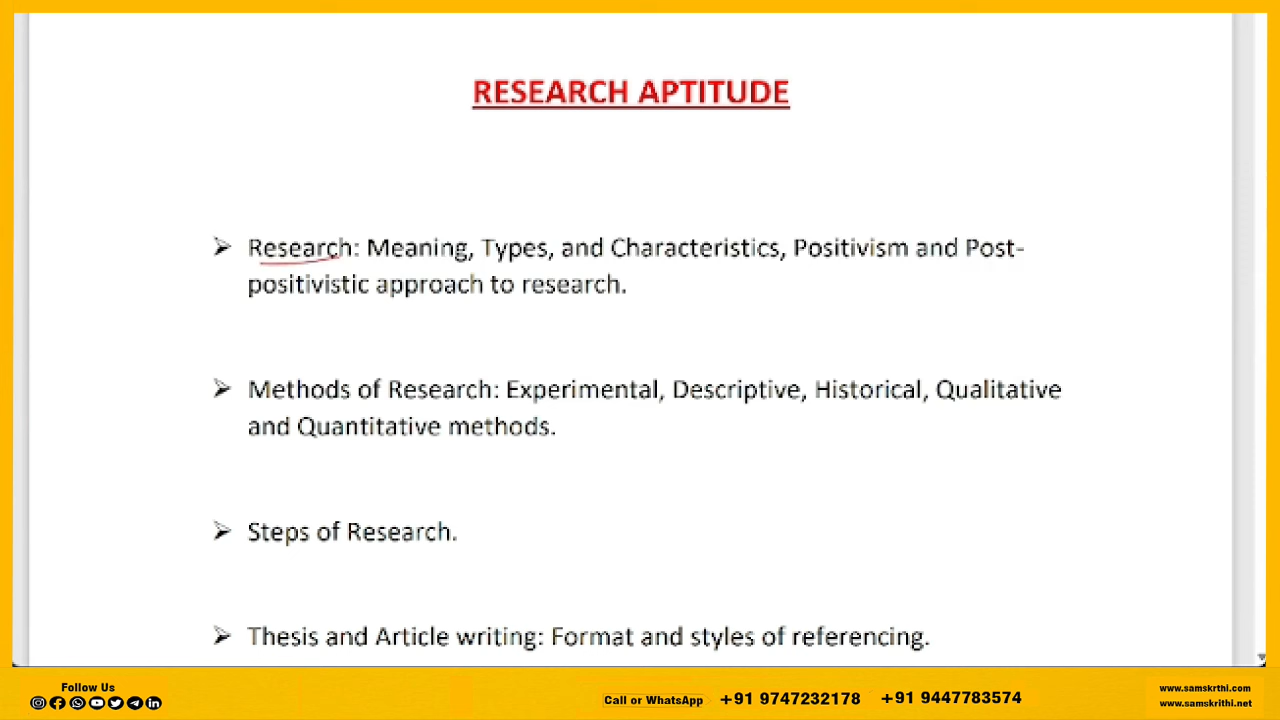 RESEARCH APTITUDE
Research: Meaning, Types, and Characteristics, Positivism and Post-
positivistic approach to research.
Methods of Research: Experimental, Descriptive, Historical, Qualitative
and Quantitative methods.
Steps of Research.
Thesis and Article writing: Format and styles of referencing.
Follow Us
Call or WhatsApp +91 9747232178 +91 9447783574
www.samskrthi.com
www.samskrithi.net